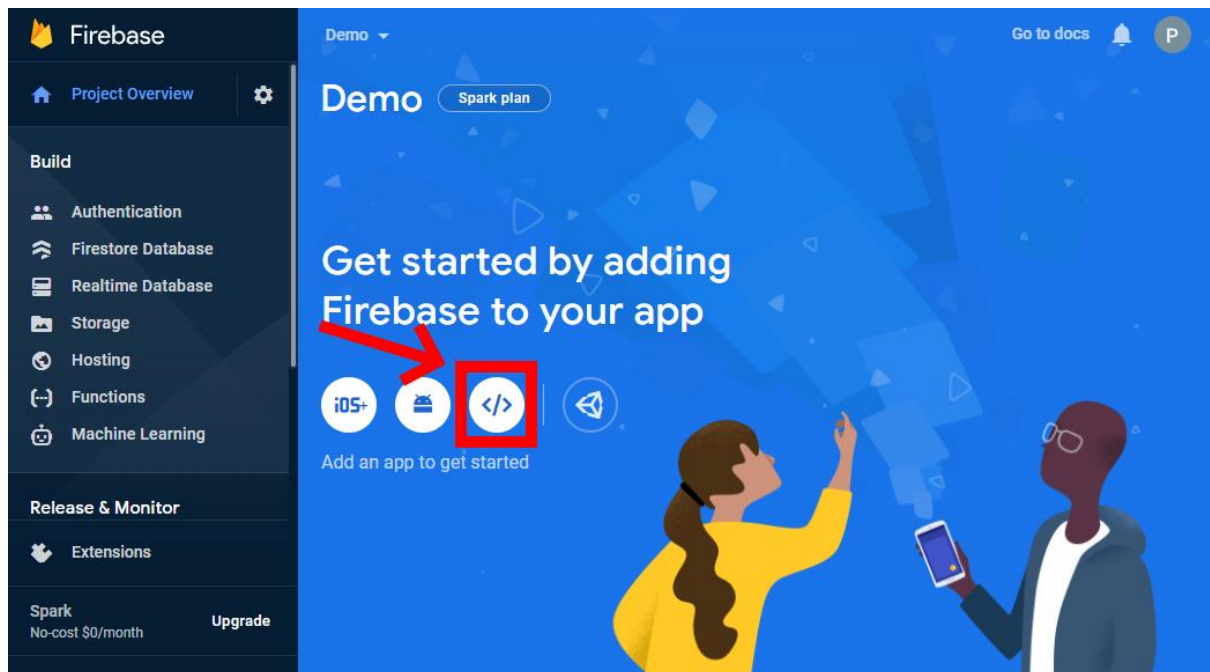 Firebase
Project Overview
Build
Authentication
Firestore Database
Realtime Database
Storage
Hosting
Functions
Machine Learning
Release & Monitor
Extensions
Spark
No-cost $0/month
Upgrade
Demo
Go to docs
P
Demo
Spark plan
Get started by adding
Firebase to your app
iOS+
</>
Add an app to get started